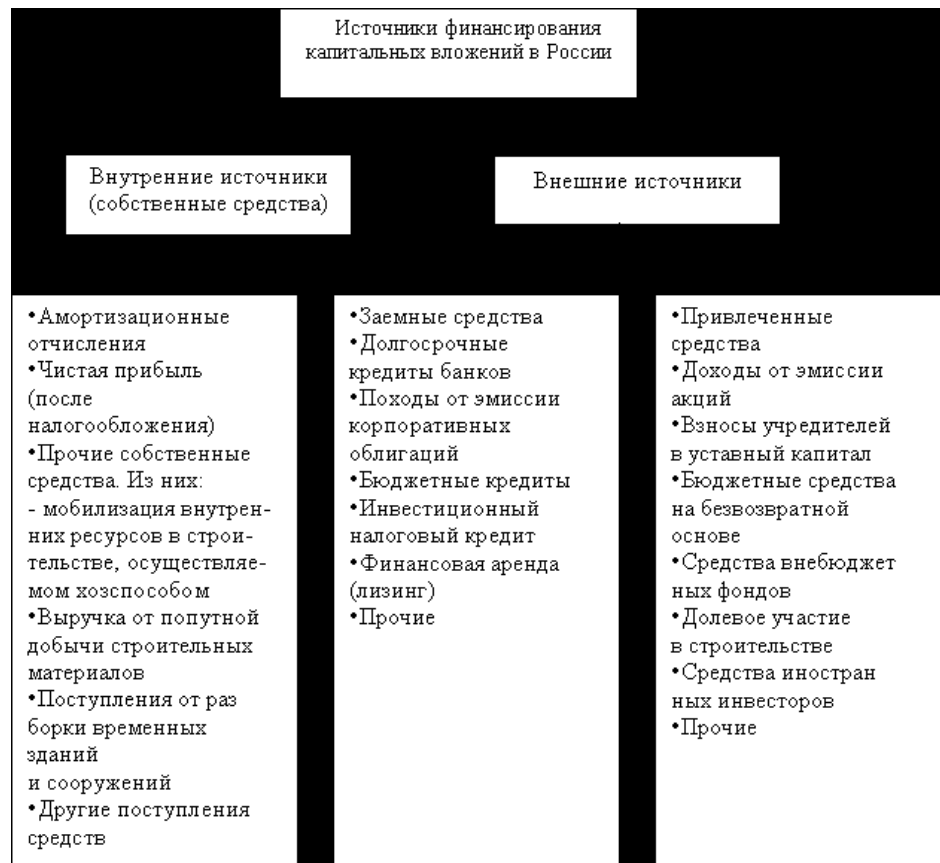 Источники финансирования
капитальных вложений в России
Внутренние источники
(собственные средства)
Внешние источники
•Амортизационные
отчисления
•Чистая прибыль
(после
налогообложения)
•Прочие собственные
средства. Из них:
- мобилизация внутрен-
них ресурсов в строи-
тельстве, осуществляе-
мом хозспособом
•Выручка от попутной
добычи строительных
материалов
•Поступления от раз
борки временных
зданий
и сооружений
•Другие поступления
средств
•Заемные средства
•Долгосрочные
кредиты банков
•Походы от эмиссии
корпоративных
облигаций
•Бюджетные кредиты
•Инвестиционный
налоговый кредит
•Финансовая аренда
(лизинг)
•Прочие
•Привлеченные
средства
•Доходы от эмиссии
акций
•Взносы учредителей
в уставный капитал
•Бюджетные средства
на безвозвратной
основе
•Средства внебюджет
ных фондов
•Долевое участие
в строительстве
•Средства иностран
ных инвесторов
•Прочие